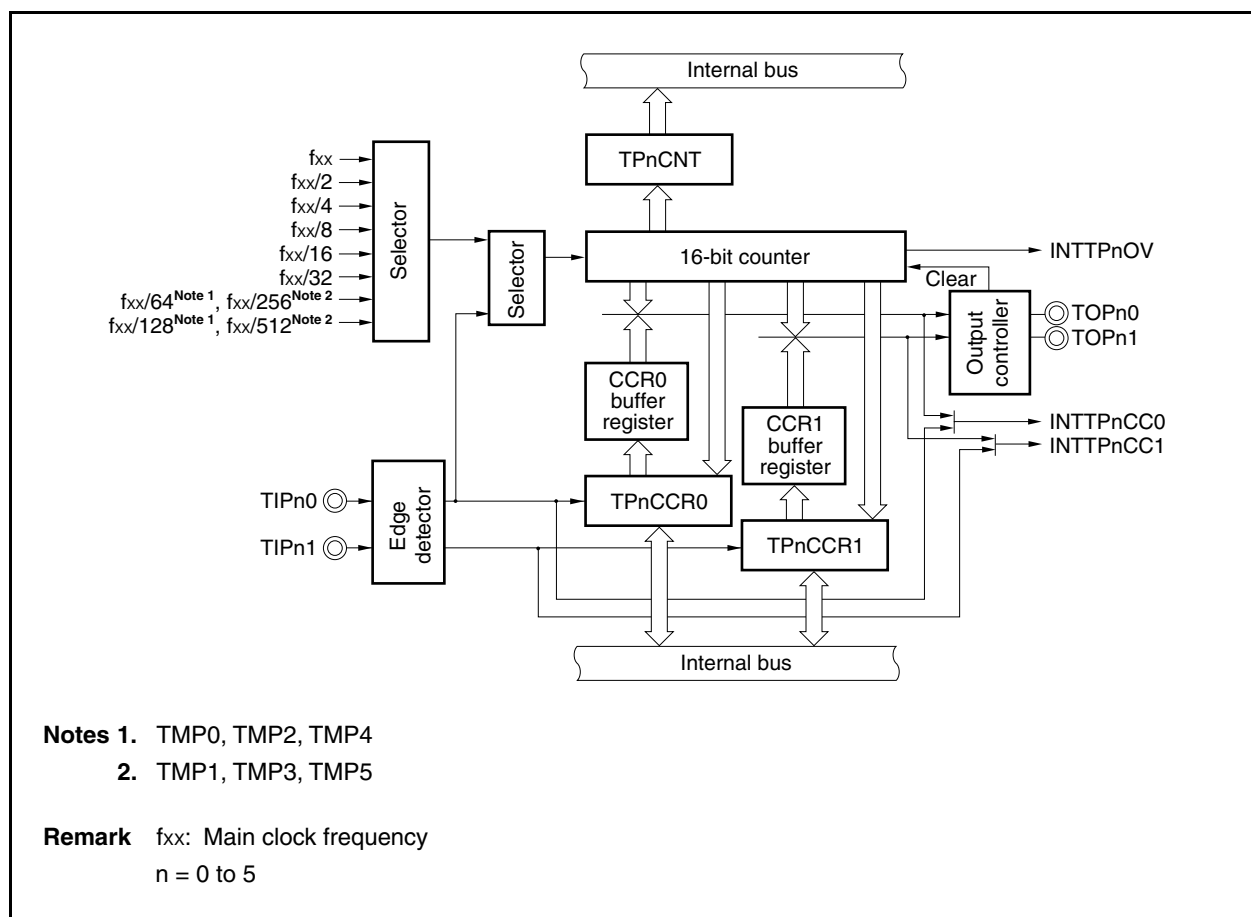 Internal bus
TPnCNT
fxx
fxx/2
fxx/4
fxx/8
fxx/16
fxx/32
fxx/64Note 1, fxx/256Note 2
fxx/128Note 1, fxx/512Note 2
Selector
Selector
16-bit counter
INTTPnOV
Clear
Output
controller
TOPn0
TOPn1
CCR0
buffer
register
CCR1
buffer
register
INTTPnCC0
INTTPnCC1
TIPn0
TIPn1
Edge
detector
TPnCCR0
TPnCCR1
Internal bus
Notes 1. TMP0, TMP2, TMP4
2. TMP1, TMP3, TMP5
Remark fxx: Main clock frequency
n = 0 to 5